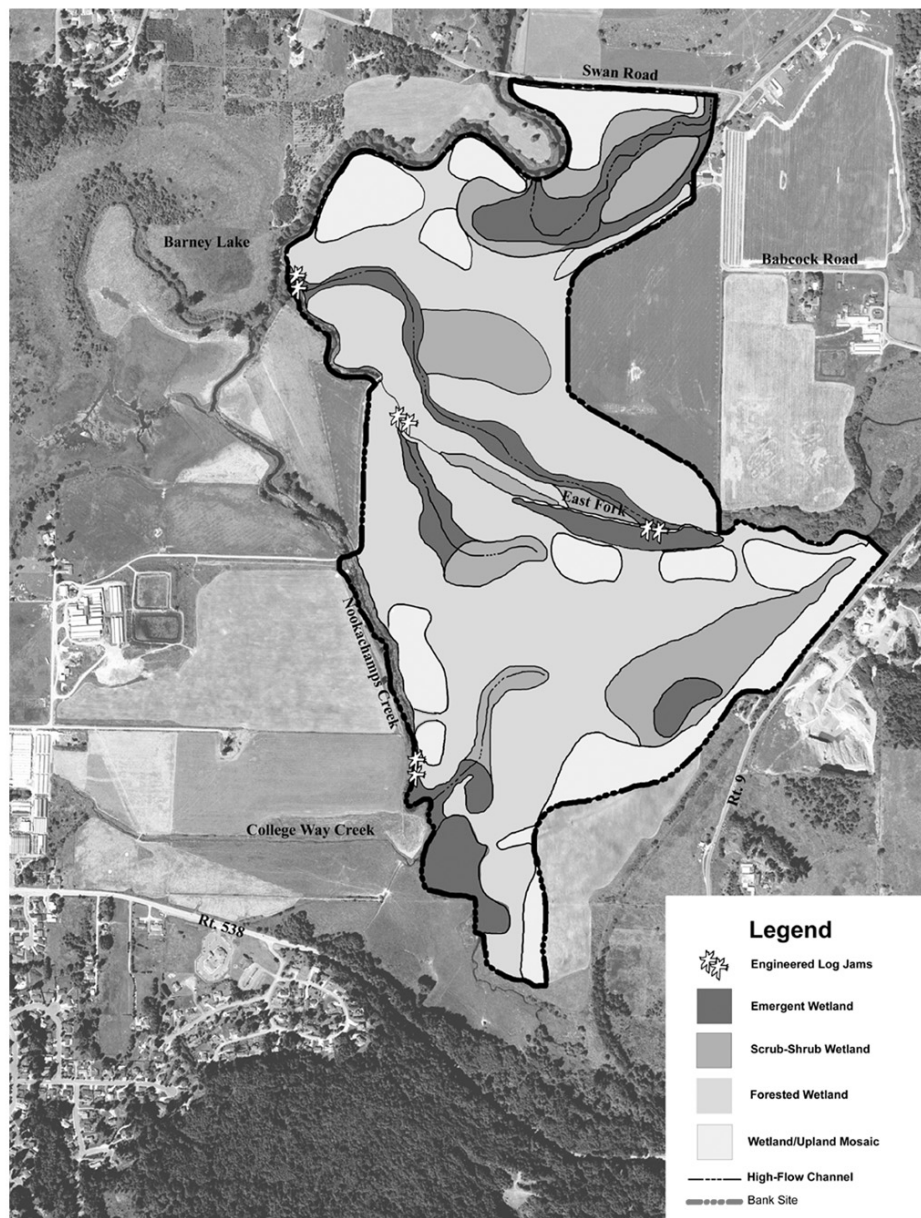 Swan Road
Barney Lake
Babcock Road
East Fork
Nookachamps Creek
Rt. 9
College Way Creek
Rt. 538
Legend
Engineered Log Jams
Emergent Wetland
Scrub-Shrub Wetland
Forested Wetland
Wetland/Upland Mosaic
High-Flow Channel
Bank Site